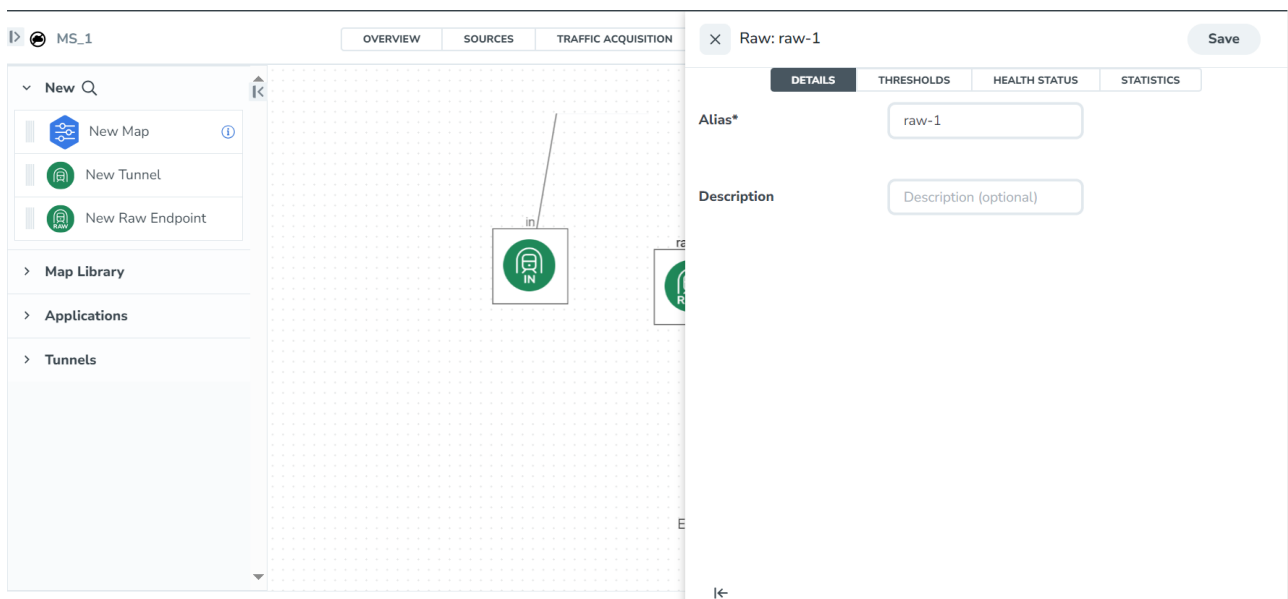 MS_1
OVERVIEW
SOURCES
TRAFFIC ACQUISITION
Raw: raw-1
Save
New
New Map
New Tunnel
RAW
New Raw Endpoint
Map Library
Applications
Tunnels
in
IN
ra
R
E
DETAILS
THRESHOLDS
HEALTH STATUS
STATISTICS
Alias*
raw-1
Description
Description (optional)